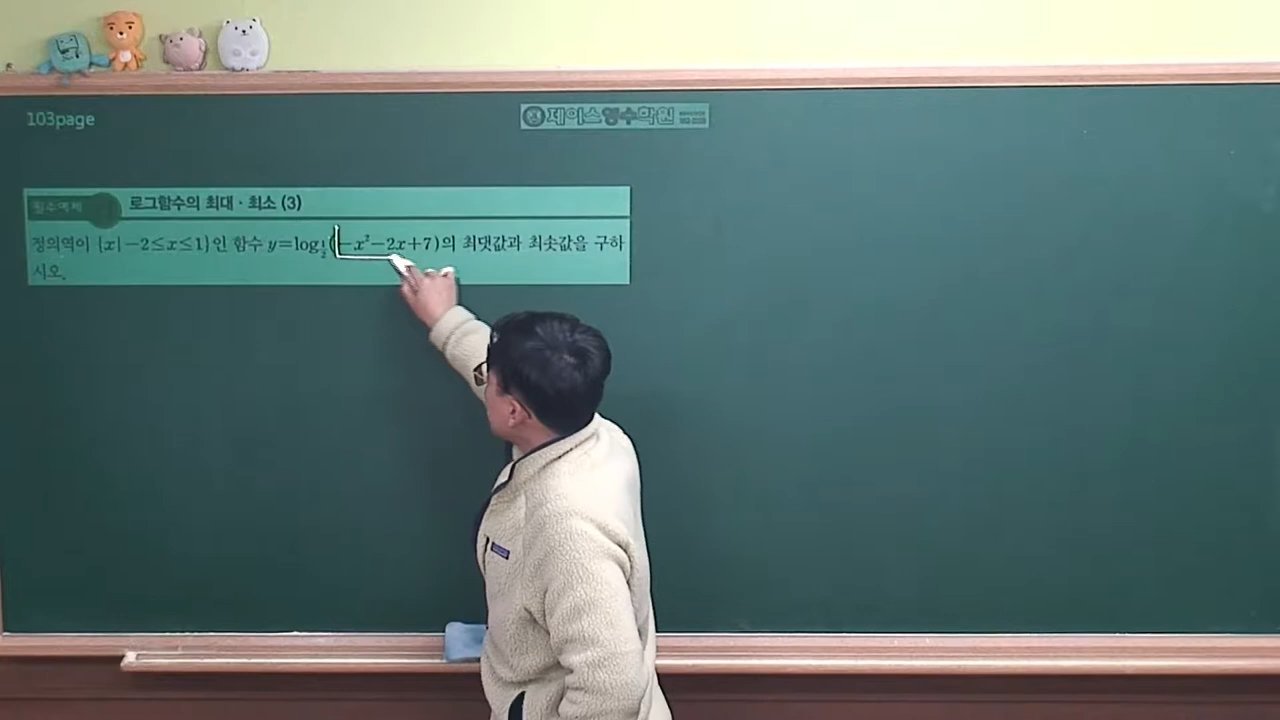 103page
제이스영수학원
필수예제
로그함수의 최대·최소 (3)
정의역이 {x|−2≤x≤1}인 함수 y=log½(−x²−2x+7)의 최댓값과 최솟값을 구하
시오.